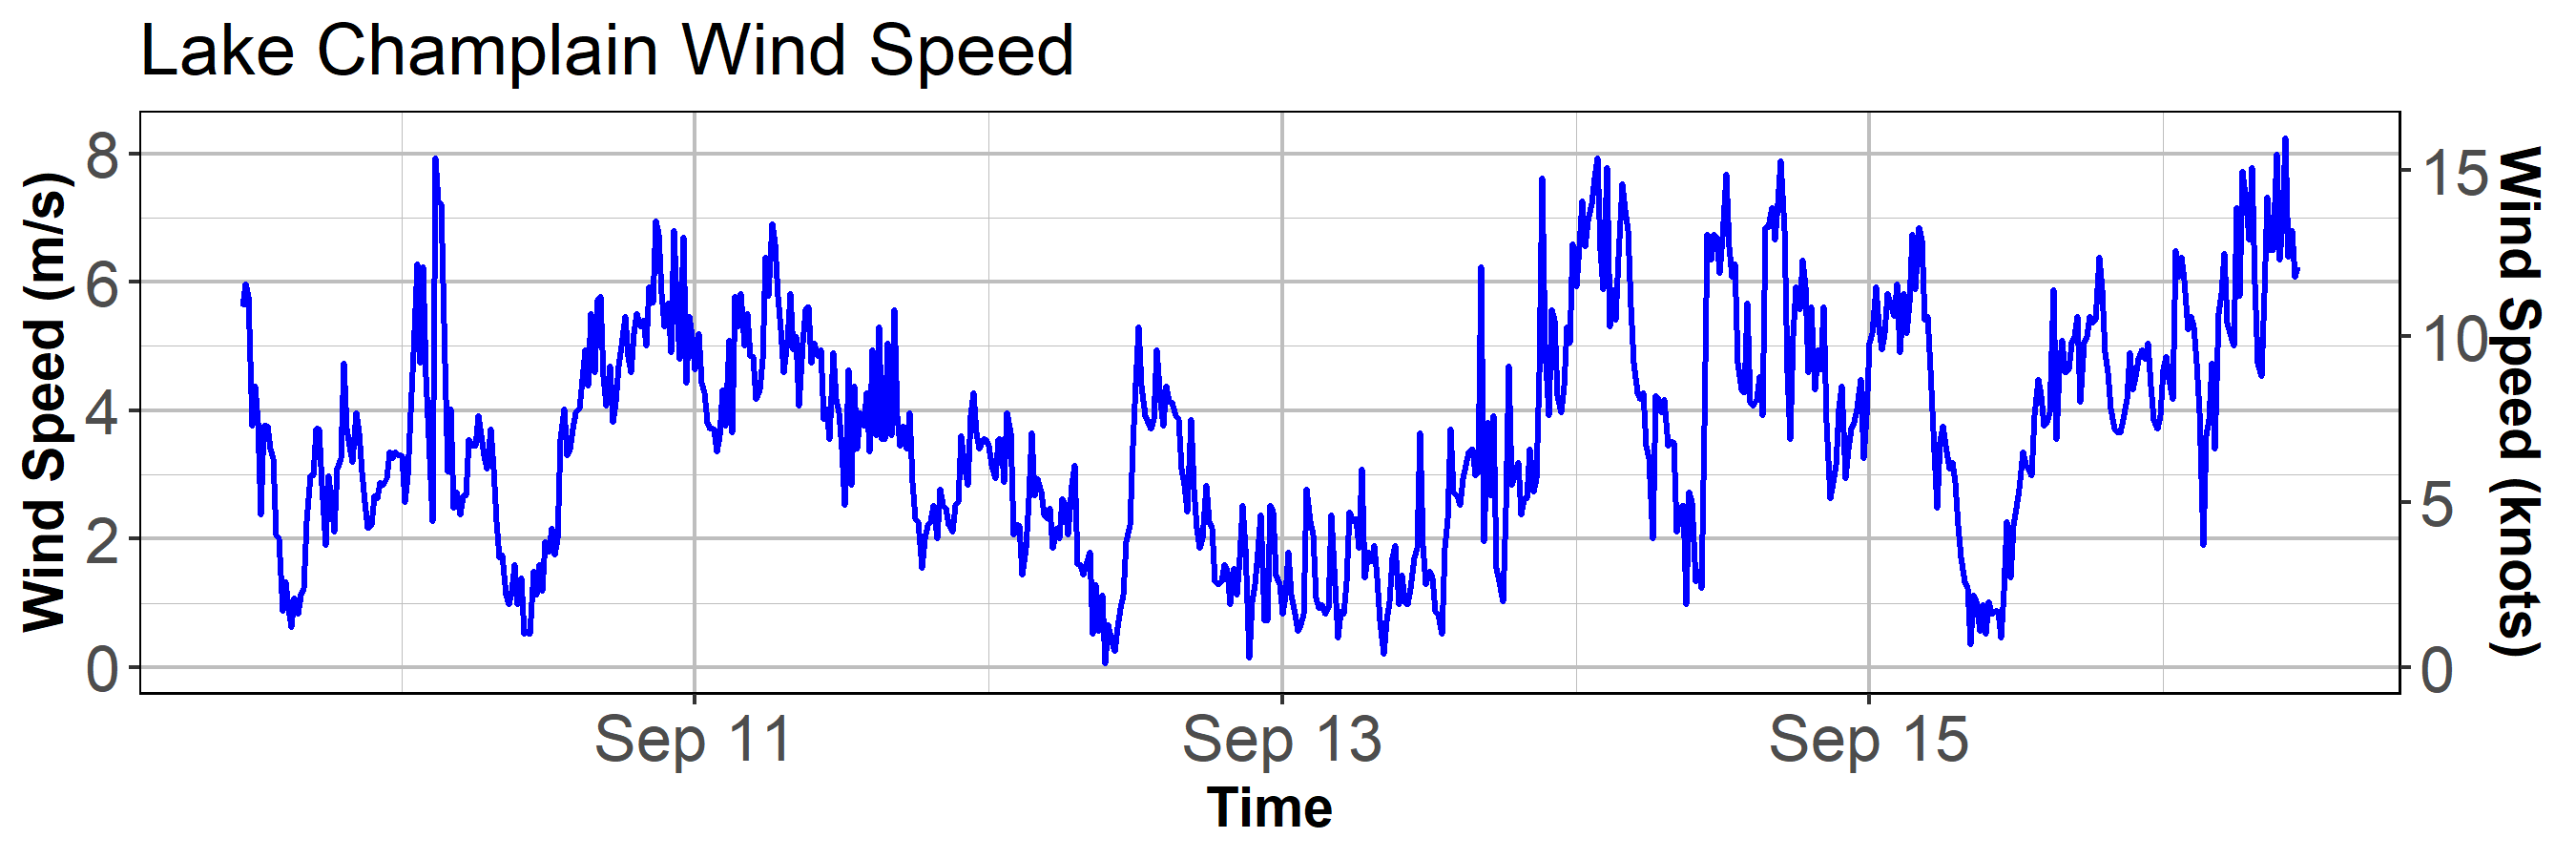 Lake Champlain Wind Speed
Wind Speed (m/s)
8
6
4
2
0
15
10
5
0
Wind Speed (knots)
Sep 11
Sep 13
Sep 15
Time